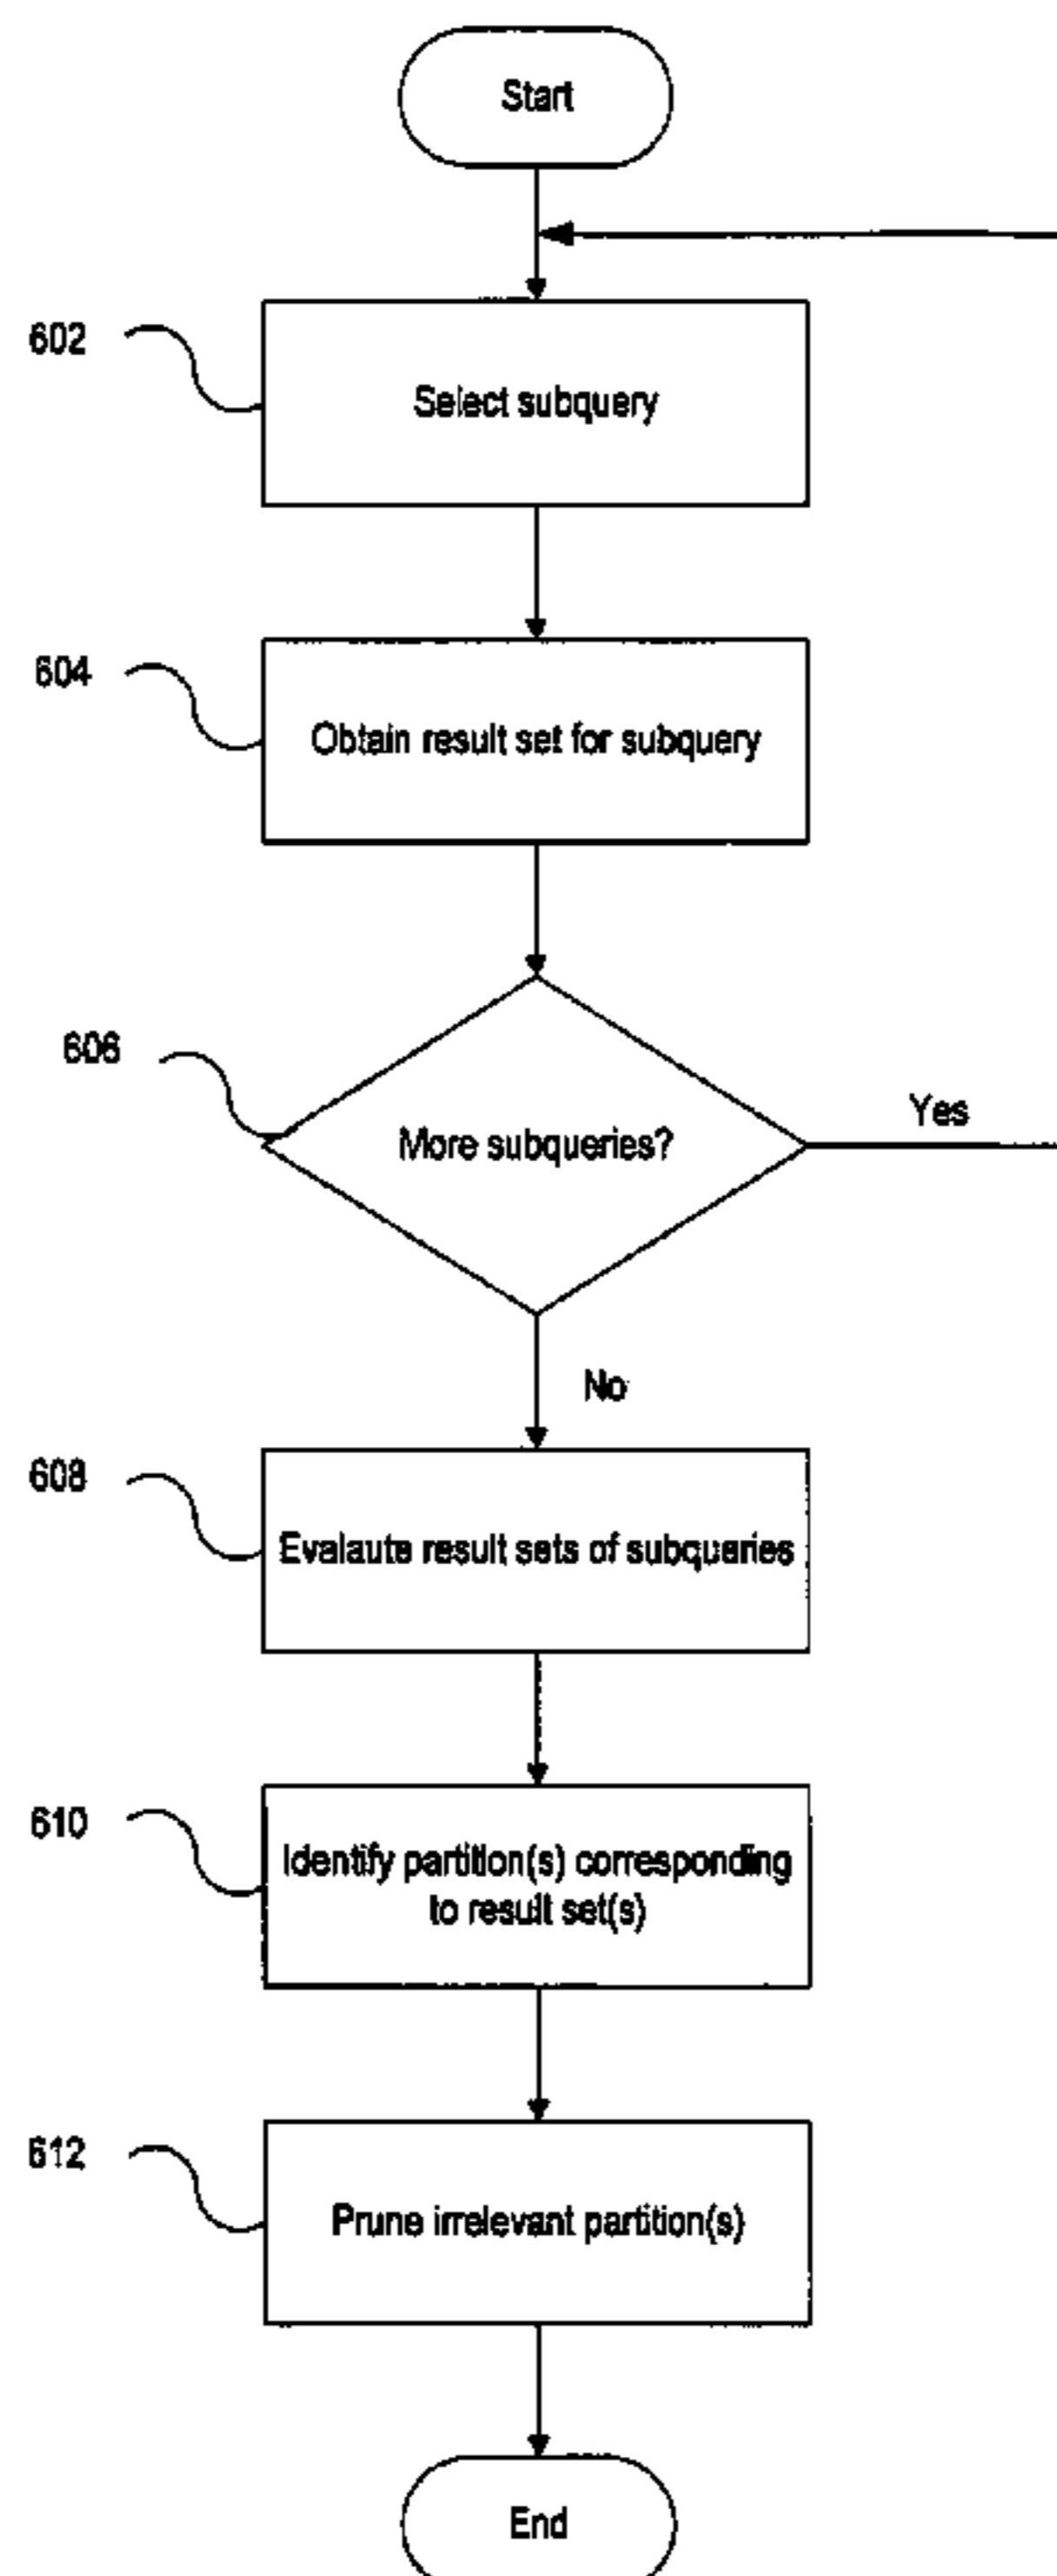 Start
602
Select subquery
604
Obtain result set for subquery
606
More subqueries?
Yes
No
608
Evalaute result sets of subqueries
610
Identify partition(s) corresponding
to result set(s)
612
Prune irrelevant partition(s)
End